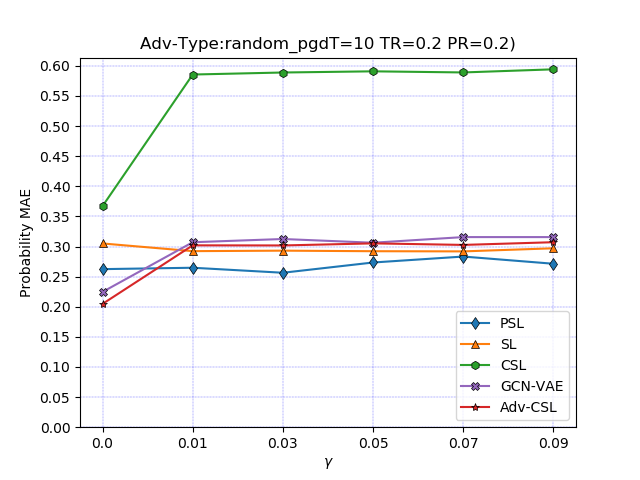 Adv-Type:random_pgdT=10 TR=0.2 PR=0.2)
0.60
0.55
0.50
0.45
0.40
0.35
0.30
0.25
0.20
0.15
0.10
0.05
0.00
Probability MAE
PSL
SL
CSL
GCN-VAE
Adv-CSL
0.0 0.01 0.03 0.05 0.07 0.09
γ